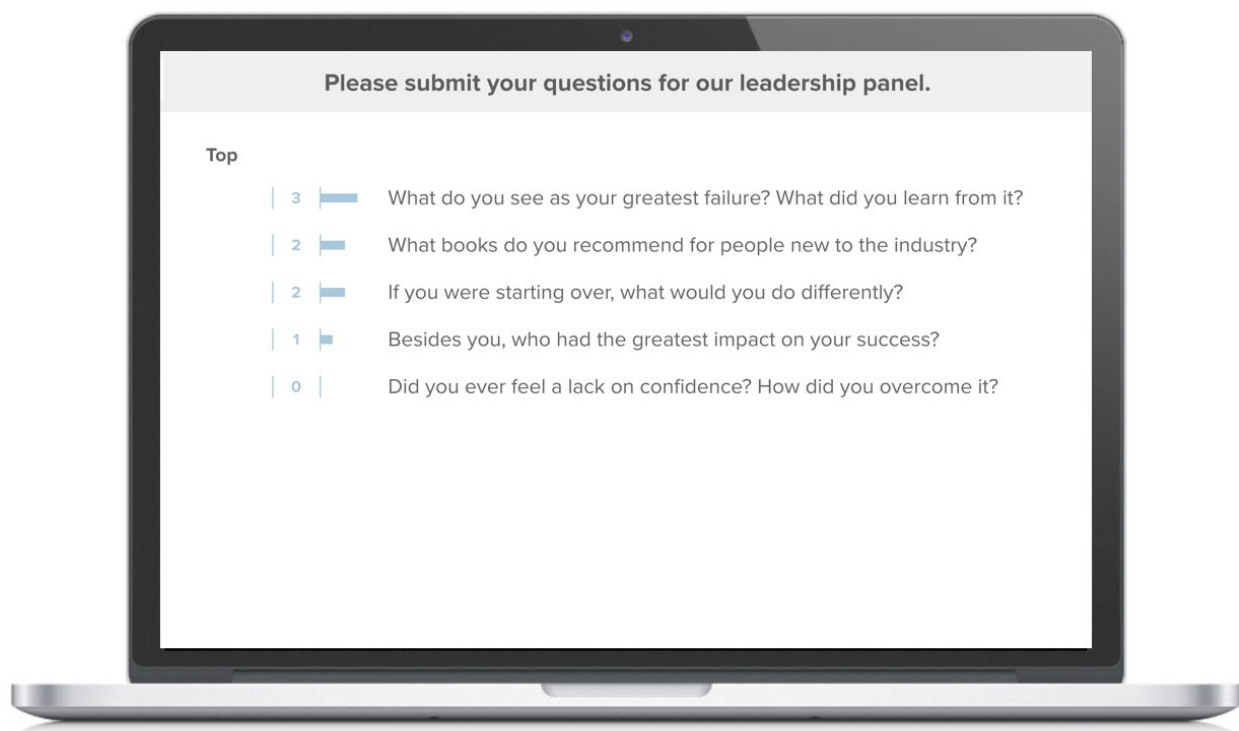 Please submit your questions for our leadership panel.
Top
3 What do you see as your greatest failure? What did you learn from it?
2 What books do you recommend for people new to the industry?
2 If you were starting over, what would you do differently?
1 Besides you, who had the greatest impact on your success?
0 Did you ever feel a lack on confidence? How did you overcome it?